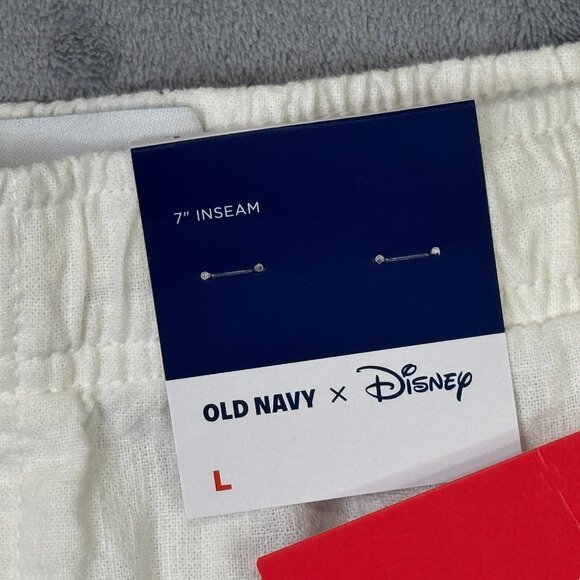 7" INSEAM
OLD NAVY × Disney
L